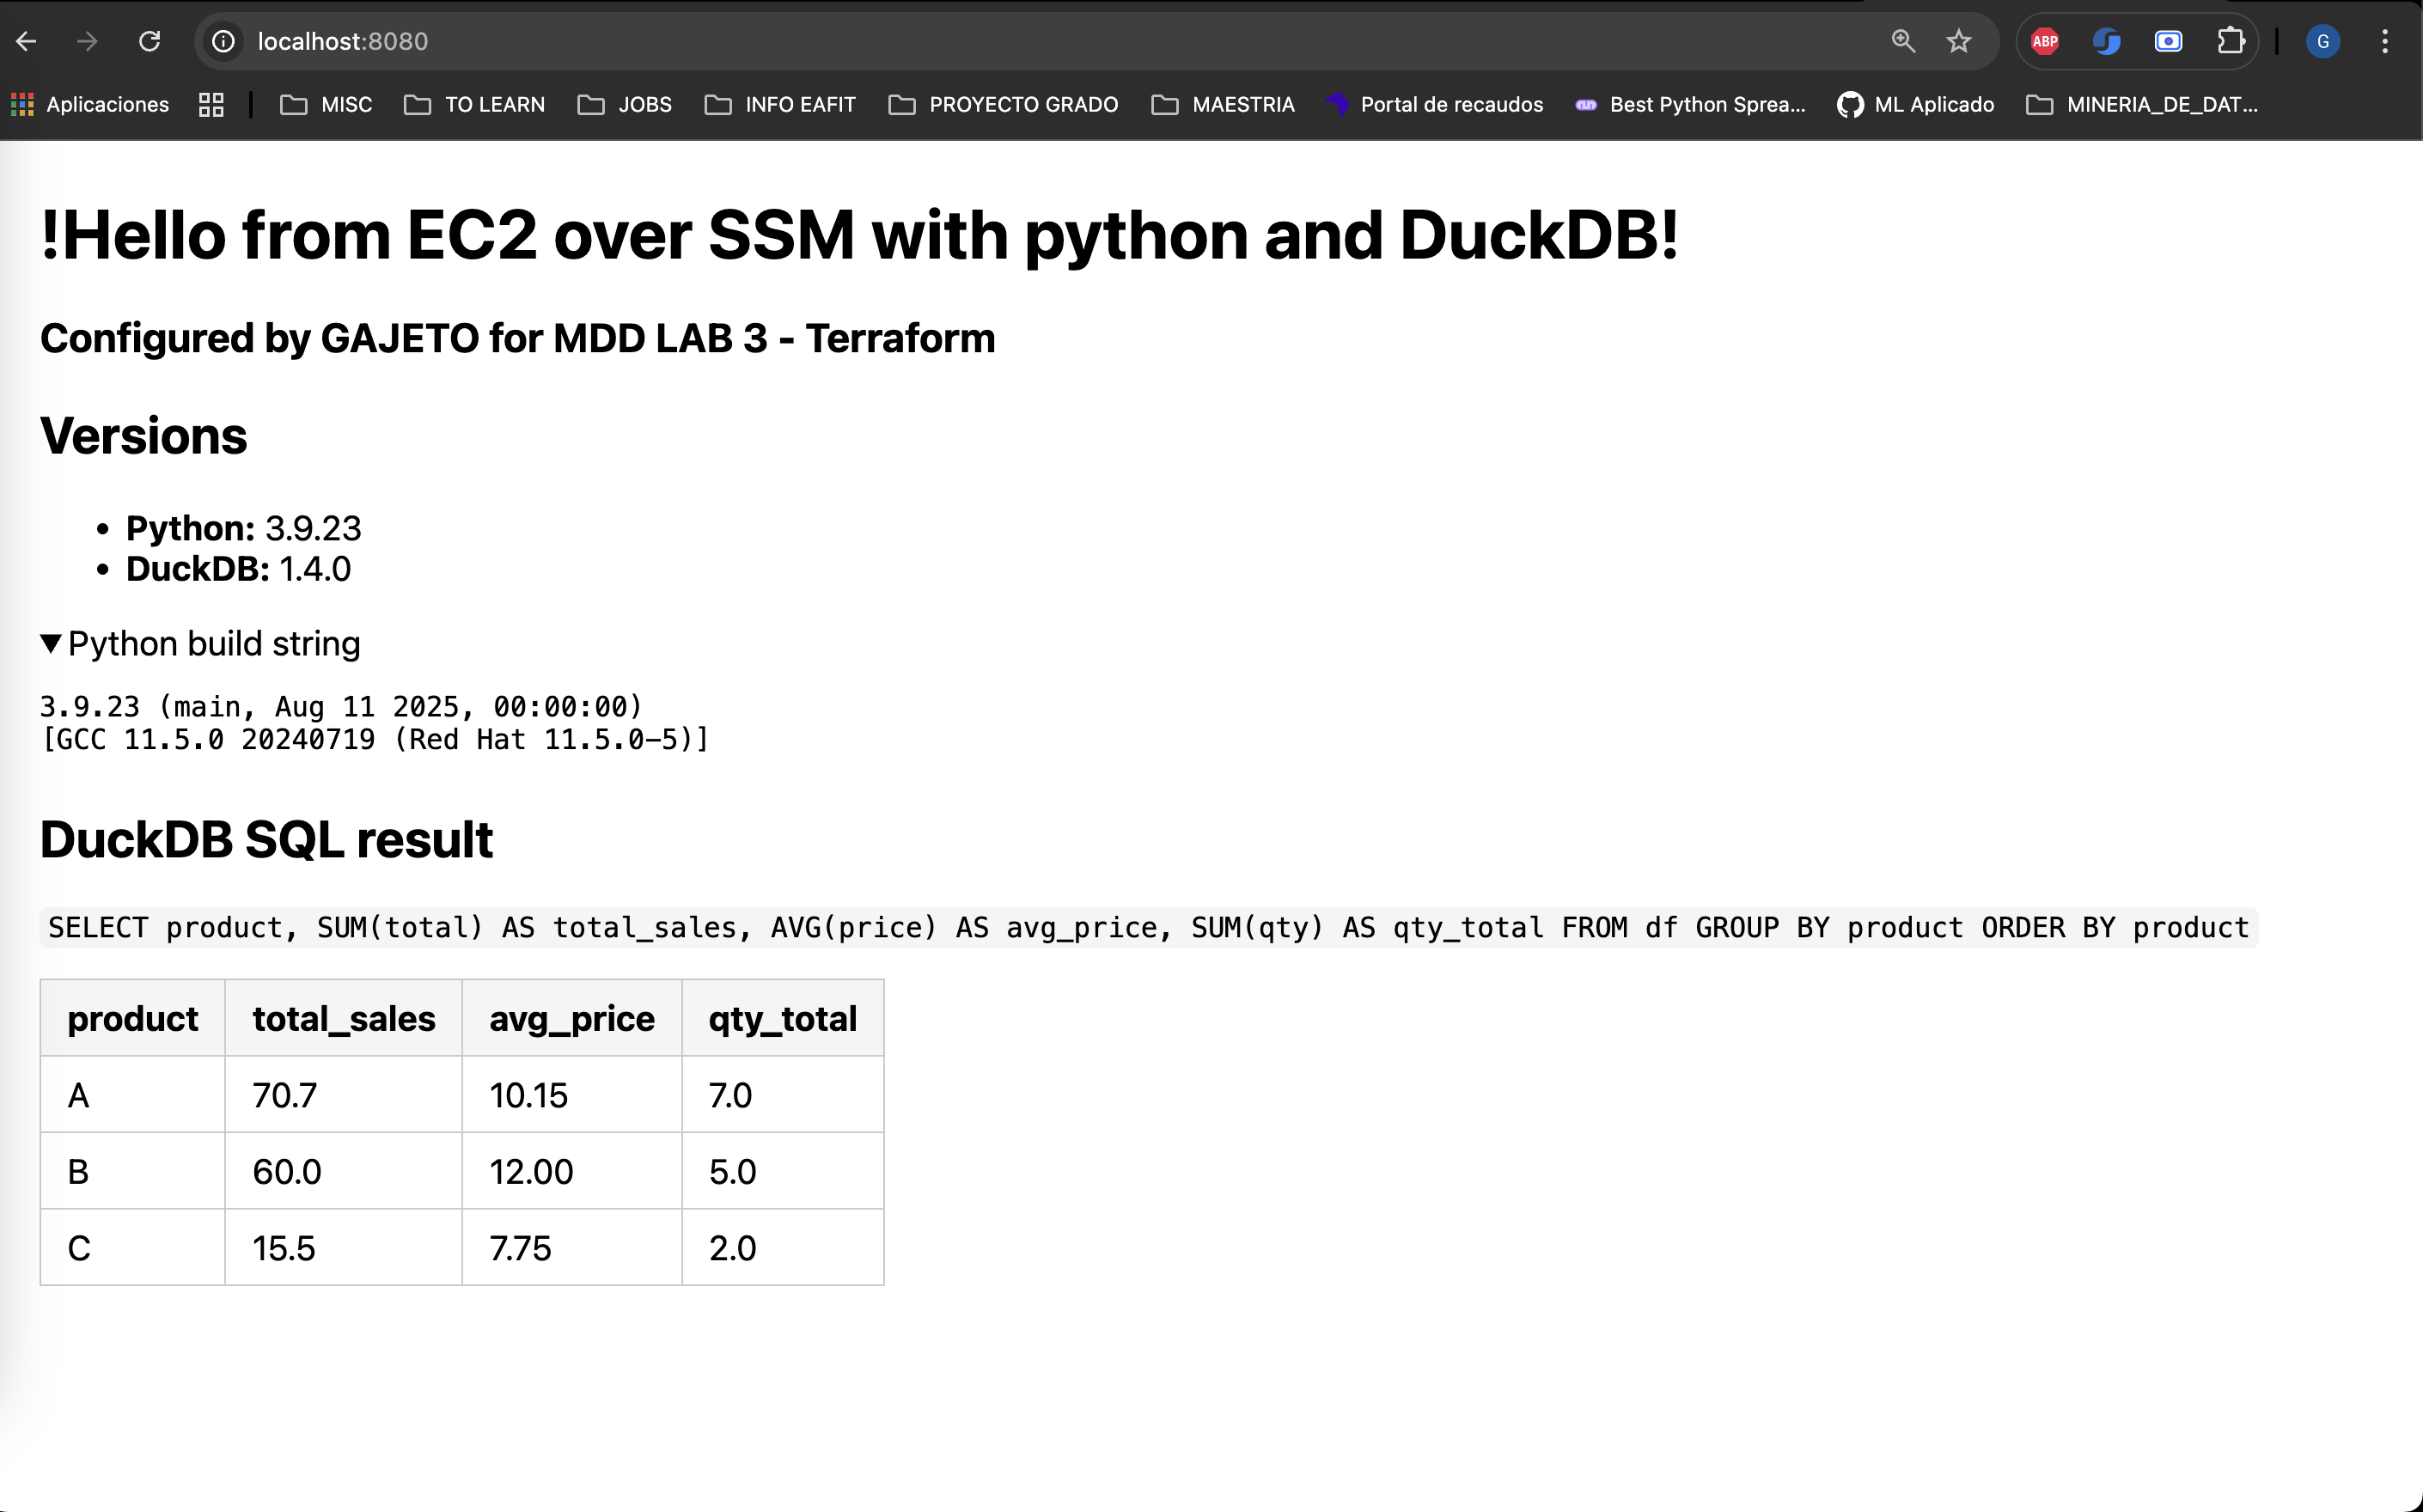 localhost:8080
ABP
G
Aplicaciones MISC TO LEARN JOBS INFO EAFIT PROYECTO GRADO MAESTRIA Portal de recaudos Best Python Sprea... ML Aplicado MINERIA_DE_DAT...
!Hello from EC2 over SSM with python and DuckDB!
Configured by GAJETO for MDD LAB 3 - Terraform
Versions
• Python: 3.9.23
• DuckDB: 1.4.0
▼ Python build string
3.9.23 (main, Aug 11 2025, 00:00:00)
[GCC 11.5.0 20240719 (Red Hat 11.5.0-5)]
DuckDB SQL result
SELECT product, SUM(total) AS total_sales, AVG(price) AS avg_price, SUM(qty) AS qty_total FROM df GROUP BY product ORDER BY product
product total_sales avg_price qty_total
A 70.7 10.15 7.0
B 60.0 12.00 5.0
C 15.5 7.75 2.0